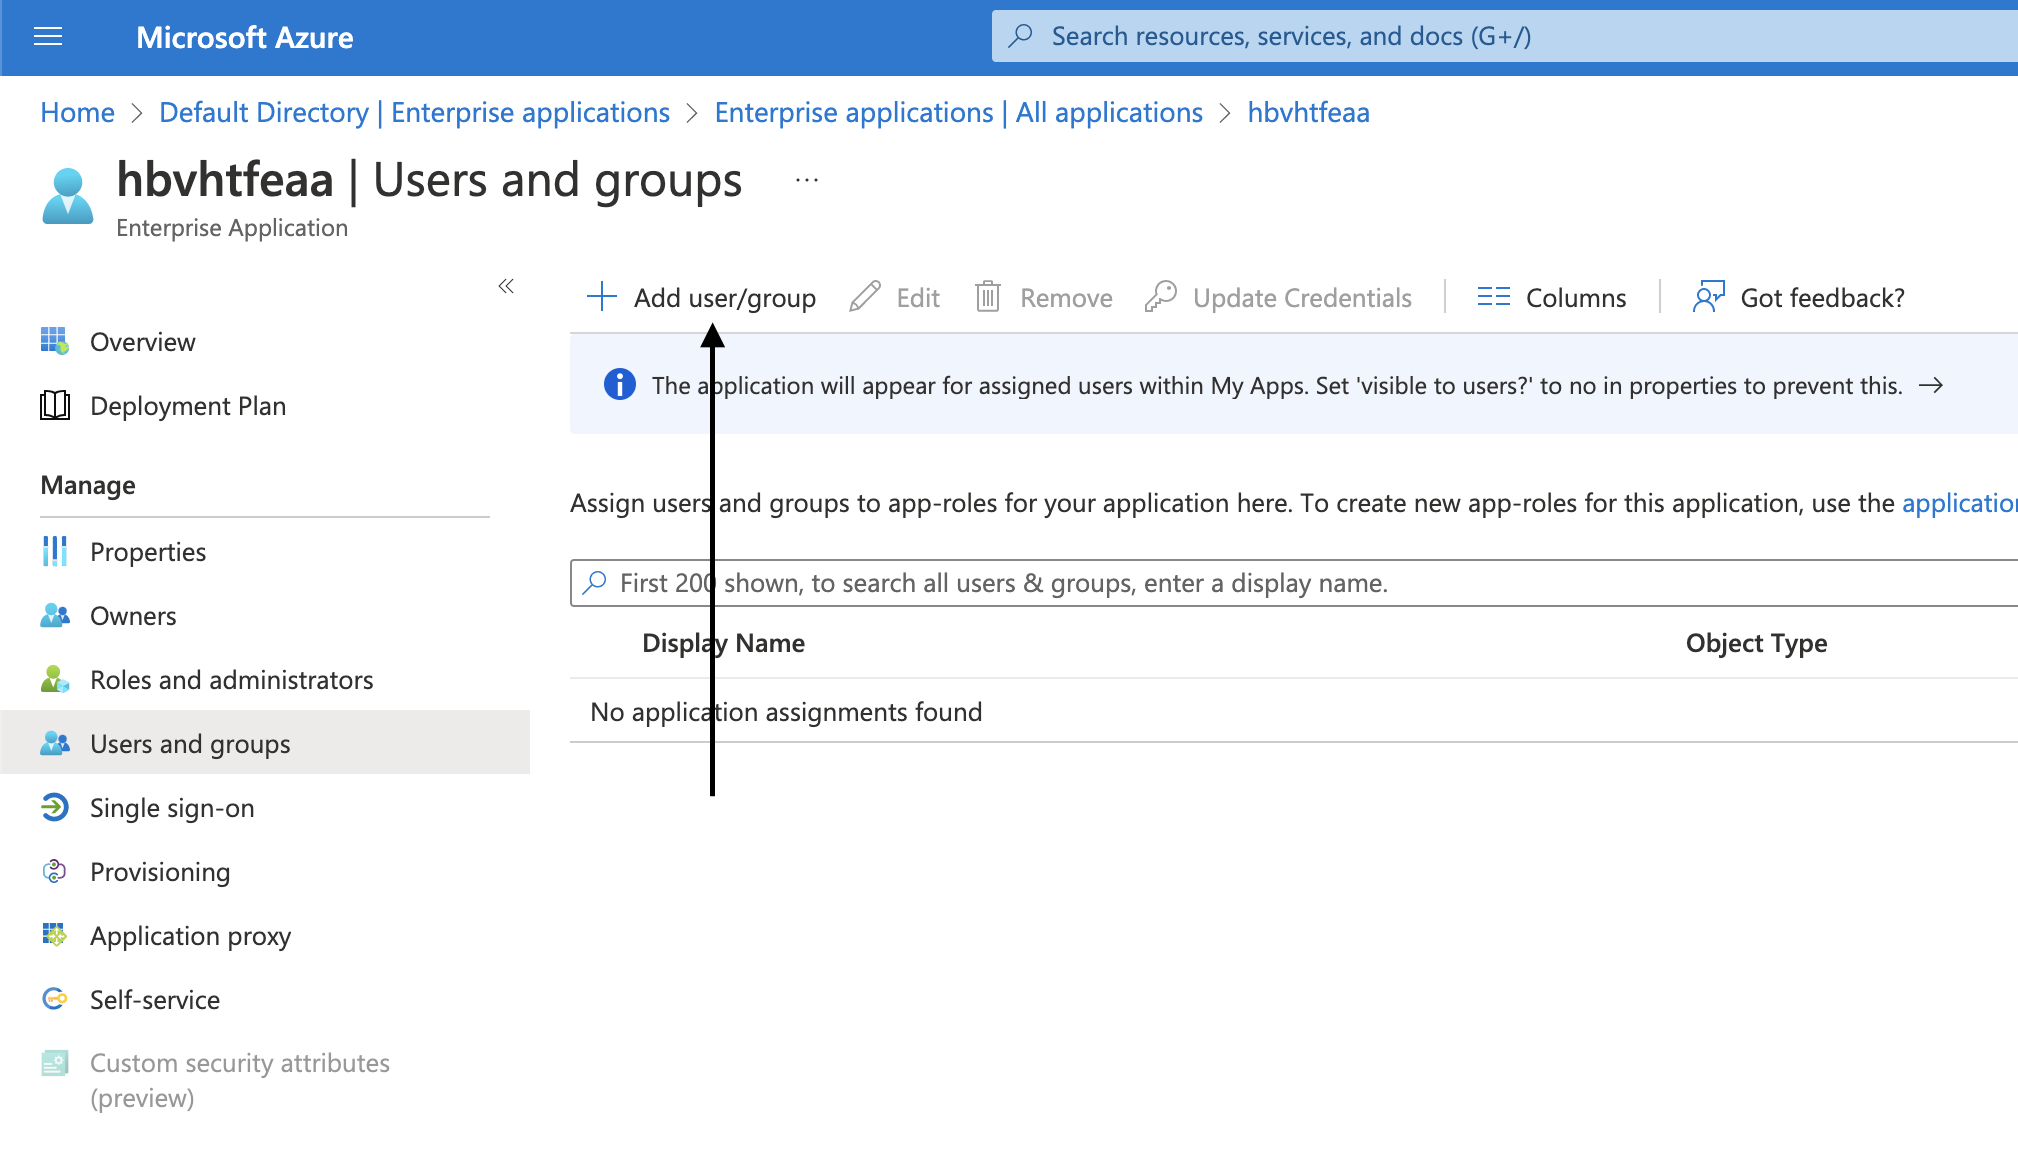 Microsoft Azure
Search resources, services, and docs (G+/)
Home > Default Directory | Enterprise applications > Enterprise applications | All applications > hbvhtfeaa
hbvhtfeaa | Users and groups ...
Enterprise Application
«
Add user/group Edit Remove Update Credentials Columns Got feedback?
The application will appear for assigned users within My Apps. Set 'visible to users?' to no in properties to prevent this. →
Assign users and groups to app-roles for your application here. To create new app-roles for this application, use the
First 200 shown, to search all users & groups, enter a display name.
Display Name Object Type
No application assignments found
Overview
Deployment Plan
Manage
Properties
Owners
Roles and administrators
Users and groups
Single sign-on
Provisioning
Application proxy
Self-service
Custom security attributes
(preview)